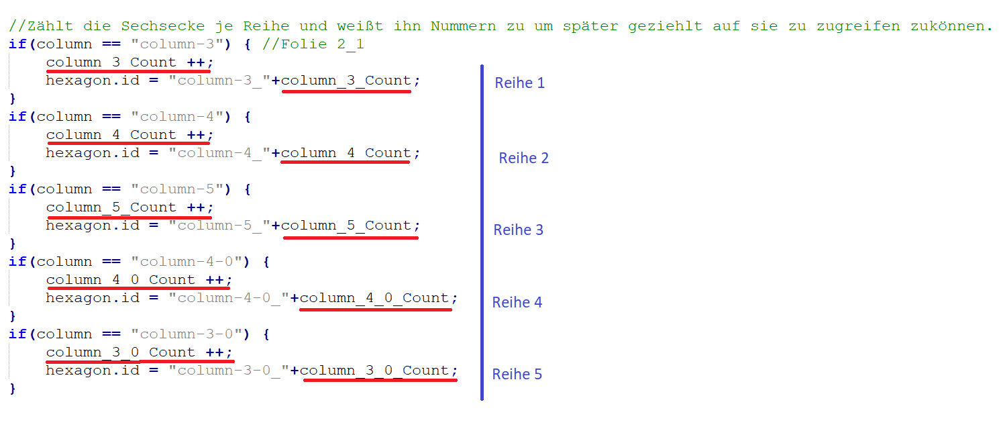 //Zählt die Sechsecke je Reihe und weißt ihn Nummern zu um später geziehlt auf sie zu zugreifen zukönnen.
if(column == "column-3") { //Folie 2_1
column_3_Count ++;
hexagon.id = "column-3_"+column_3_Count;
Reihe 1
}
if(column == "column-4") {
column_4_Count ++;
hexagon.id = "column-4_"+column_4_Count;
Reihe 2
}
if(column == "column-5") {
column_5_Count ++;
hexagon.id = "column-5_"+column_5_Count;
Reihe 3
}
if(column == "column-4-0") {
column_4_0_Count ++;
hexagon.id = "column-4-0_"+column_4_0_Count;
Reihe 4
}
if(column == "column-3-0") {
column_3_0_Count ++;
hexagon.id = "column-3-0_"+column_3_0_Count;
Reihe 5
}